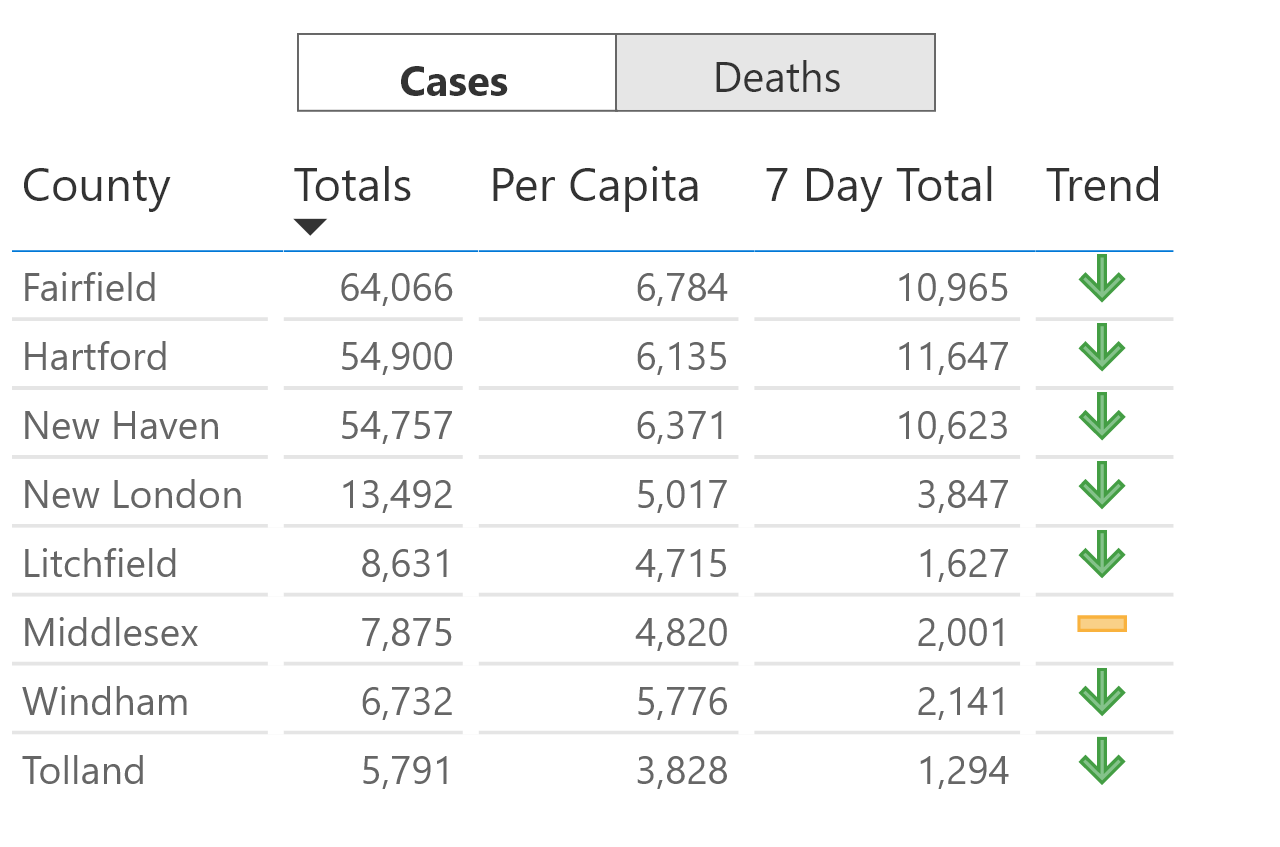 Cases Deaths
County Totals Per Capita 7 Day Total Trend
Fairfield 64,066 6,784 10,965
Hartford 54,900 6,135 11,647
New Haven 54,757 6,371 10,623
New London 13,492 5,017 3,847
Litchfield 8,631 4,715 1,627
Middlesex 7,875 4,820 2,001
Windham 6,732 5,776 2,141
Tolland 5,791 3,828 1,294